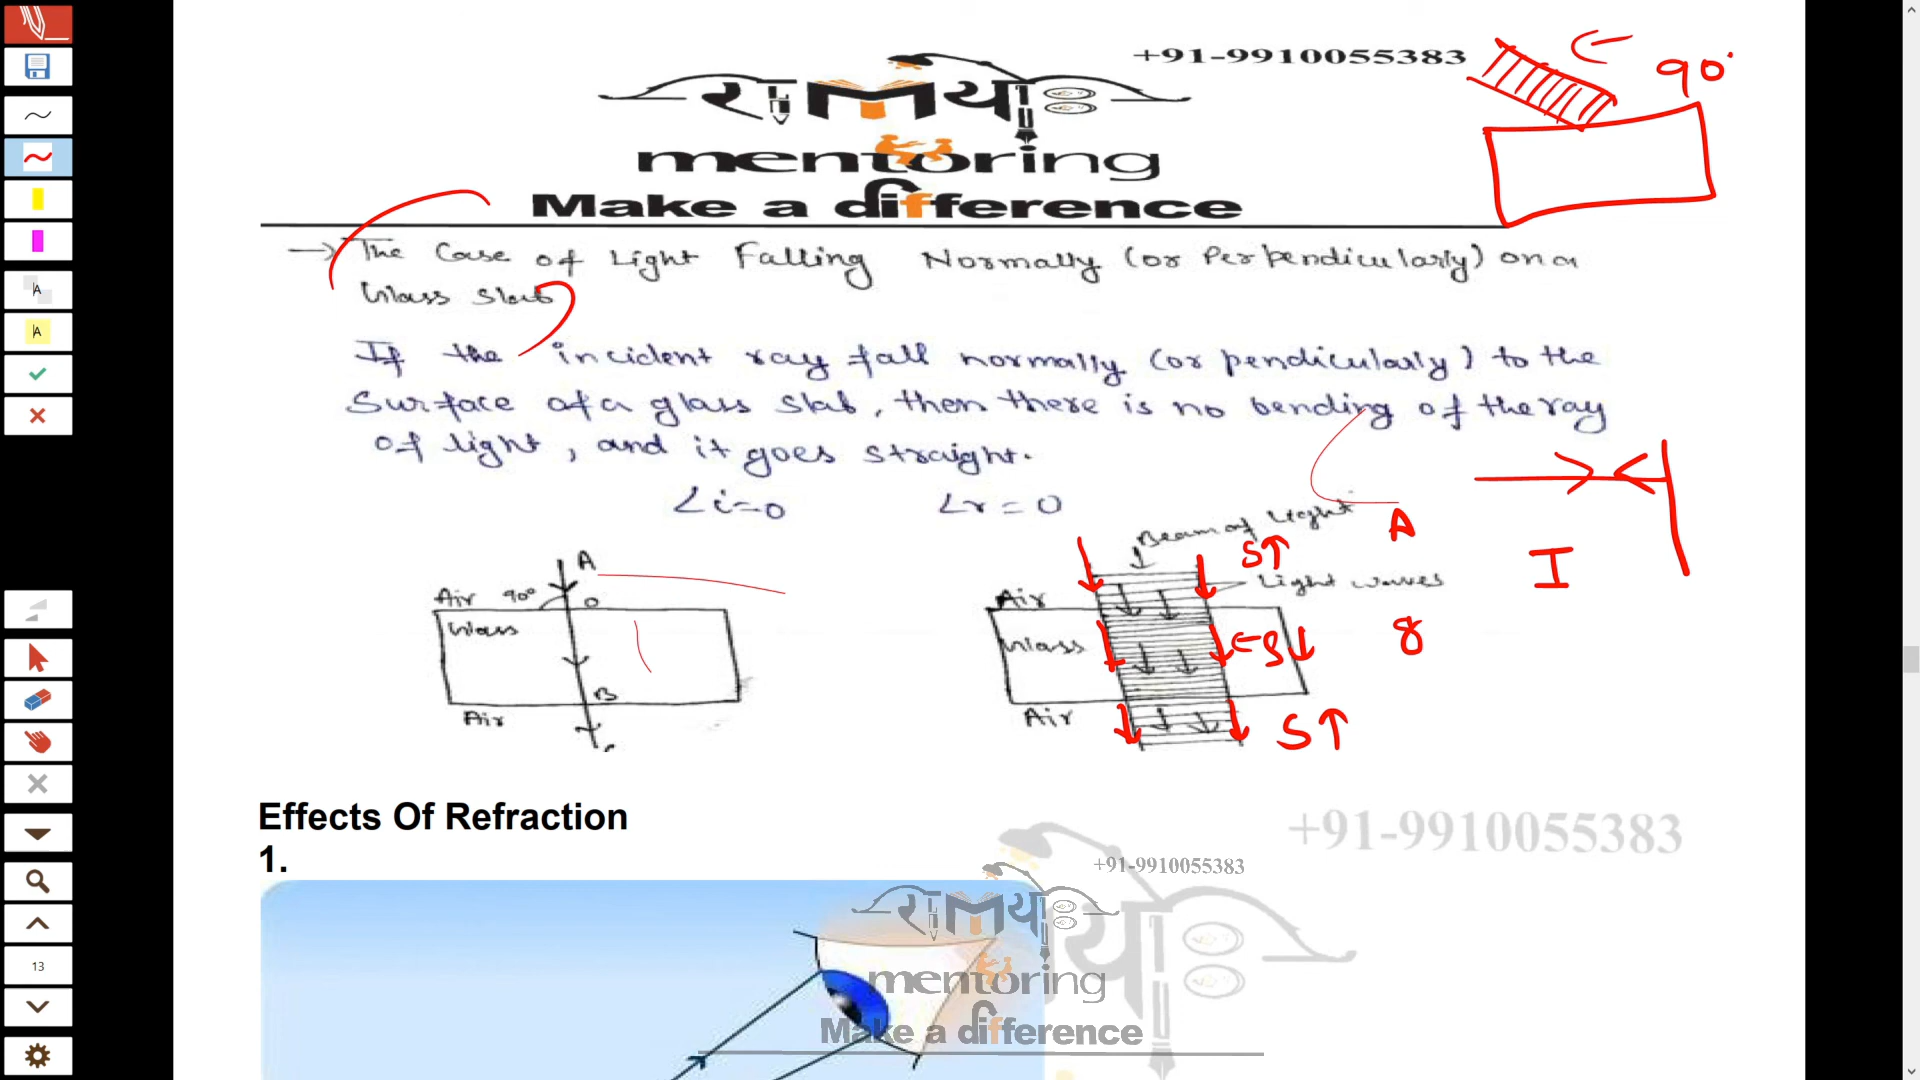 +91-9910055383
90°
रामया:
mentoring
Make a difference
→ The Case of Light Falling Normally (or Perpendicularly) on a
Glass Slab
If the incident ray fall normally (or pendicularly) to the
Surface of a glass slab, then there is no bending of the ray
of light, and it goes straight.
∠i=0 ∠r=0
A
Air 90° O
Glass
B
Air
Beam of Light
S↑
A
Light waves
I
Air
Glass
S↓
8
Air
S↑
Effects Of Refraction
1.
+91-9910055383
+91-9910055383
रामया:
mentoring
Make a difference
13